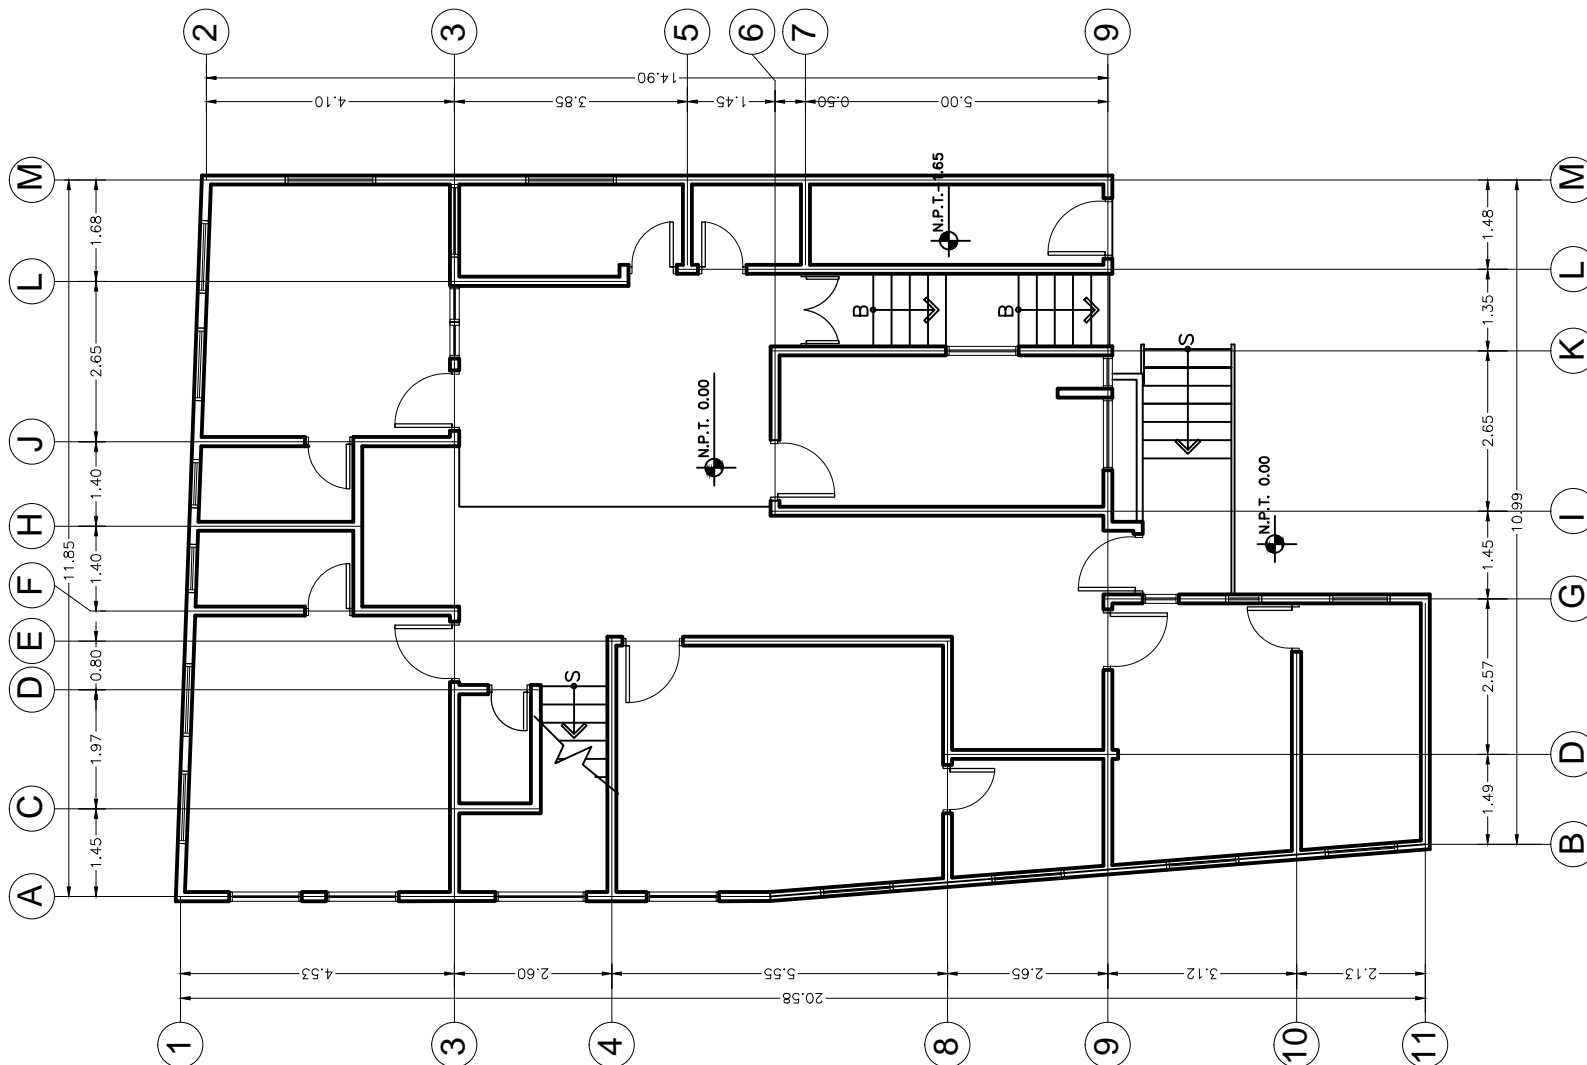 2
3
5
6
7
9
14.90
4.10
3.85
1.45
0.50
5.00
M
L
J
H
F
E
D
C
A
11.85
1.68
2.65
1.40
1.40
0.80
1.97
1.45
N.P.T.-1.65
B
B
N.P.T. 0.00
S
N.P.T. 0.00
S
M
L
K
I
G
D
B
1.48
1.35
2.65
1.45
2.57
1.49
10.99
4.53
2.60
5.55
2.65
3.12
2.13
20.58
1
3
4
8
9
10
11